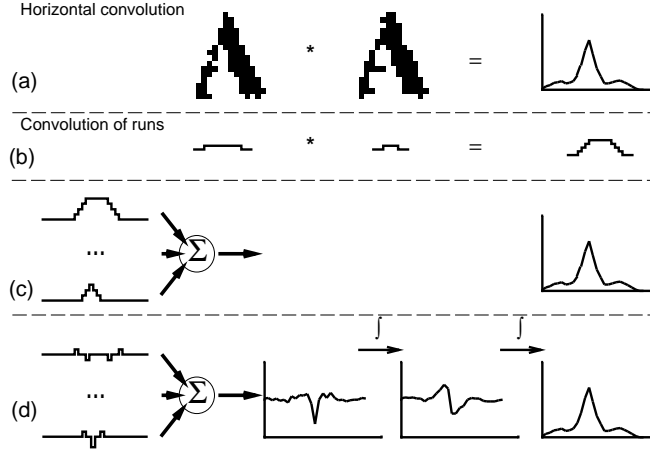 Horizontal convolution
(a) * =
Convolution of runs
(b) * =
...
Σ
(c)
∫ ∫
...
Σ
(d)